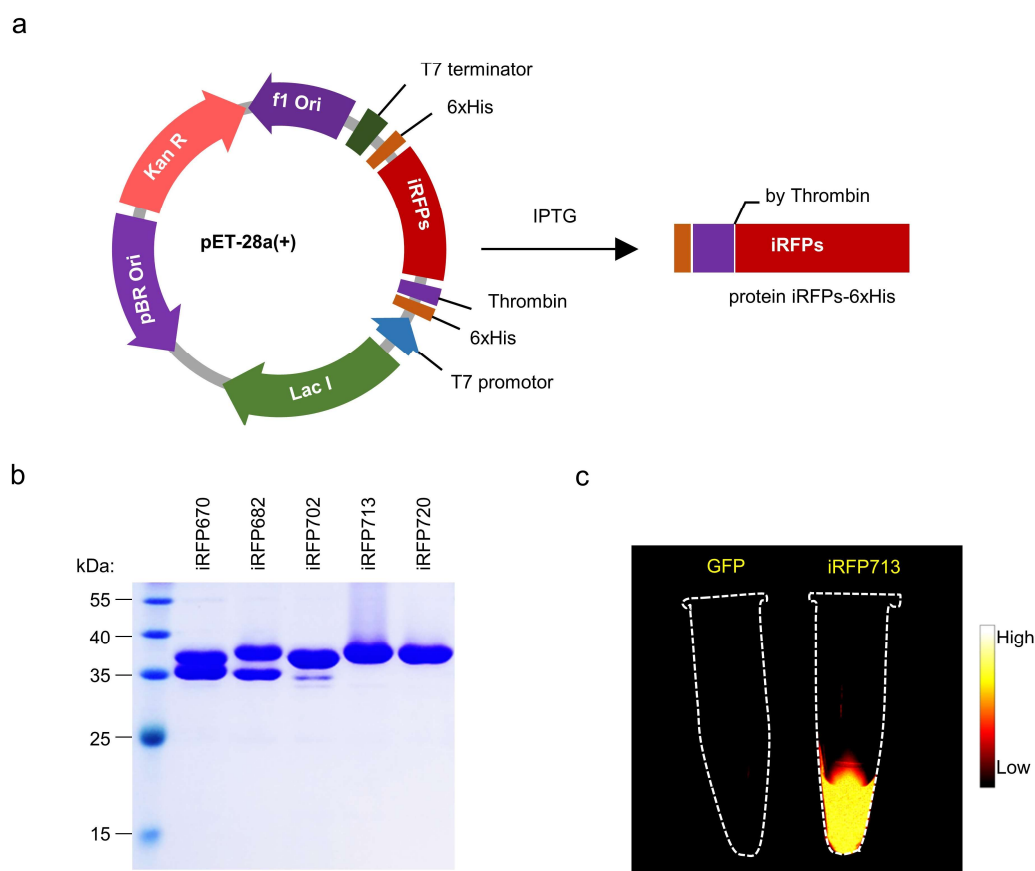 a
T7 terminator
6xHis
f1 Ori
Kan R
iRFPs
pET-28a(+)
pBR Ori
Thrombin
6xHis
T7 promotor
Lac I
IPTG
by Thrombin
iRFPs
protein iRFPs-6xHis
b
iRFP670
iRFP682
iRFP702
iRFP713
iRFP720
kDa:
55
40
35
25
15
c
GFP
iRFP713
High
Low